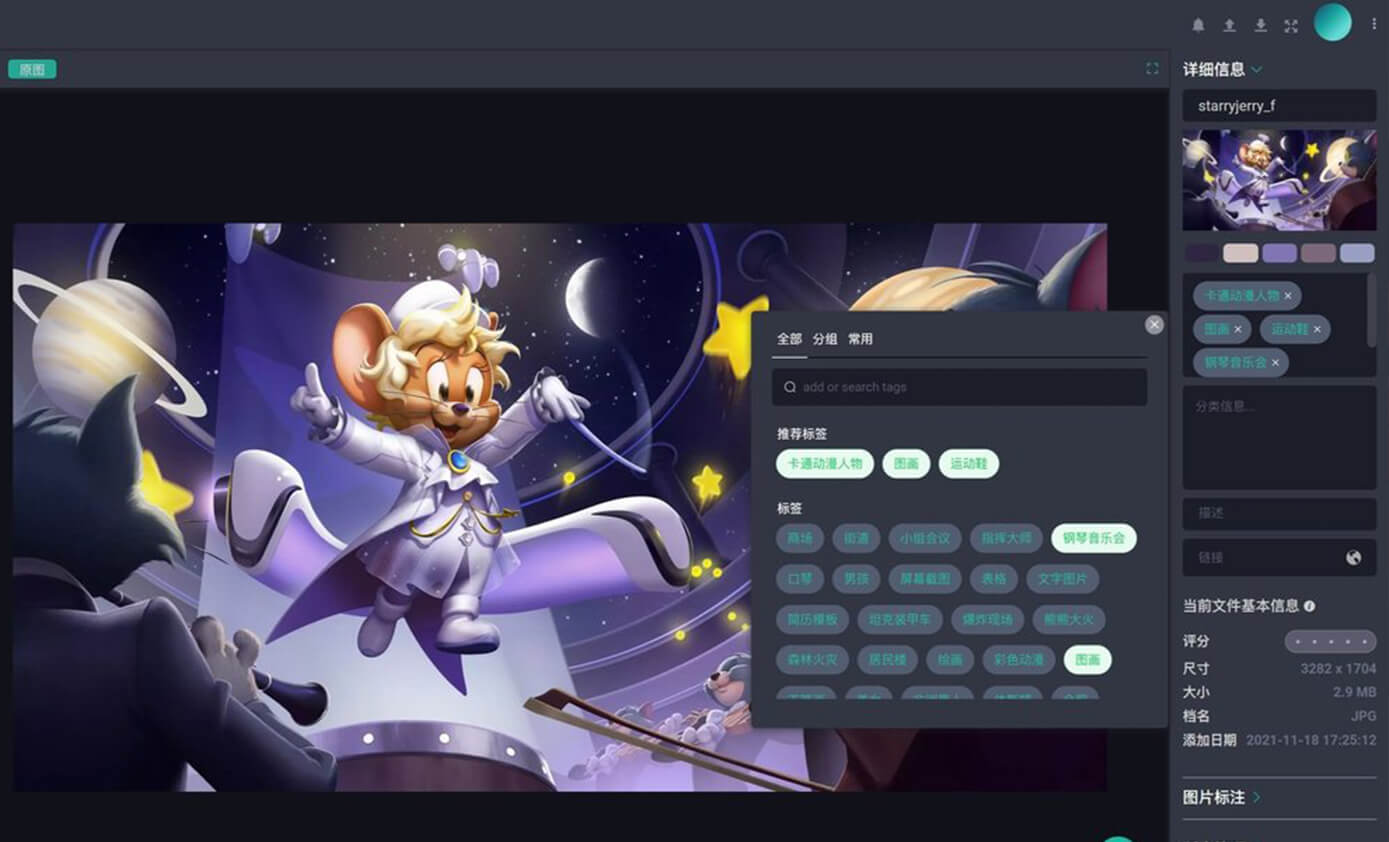 原图
详细信息
starryjerry_f
卡通动漫人物 ×
图画 × 运动鞋 ×
钢琴音乐会 ×
分类信息...
描述
链接
当前文件基本信息
评分
尺寸 3282 x 1704
大小 2.9 MB
档名 JPG
添加日期 2021-11-18 17:25:12
图片标注
全部 分组 常用
add or search tags
推荐标签
卡通动漫人物 图画 运动鞋
标签
商场 街道 小组会议 指挥大师 钢琴音乐会
口琴 男孩 屏幕截图 表格 文字图片
简历模板 坦克装甲车 爆炸现场 熊熊大火
森林火灾 居民楼 绘画 彩色动漫 图画